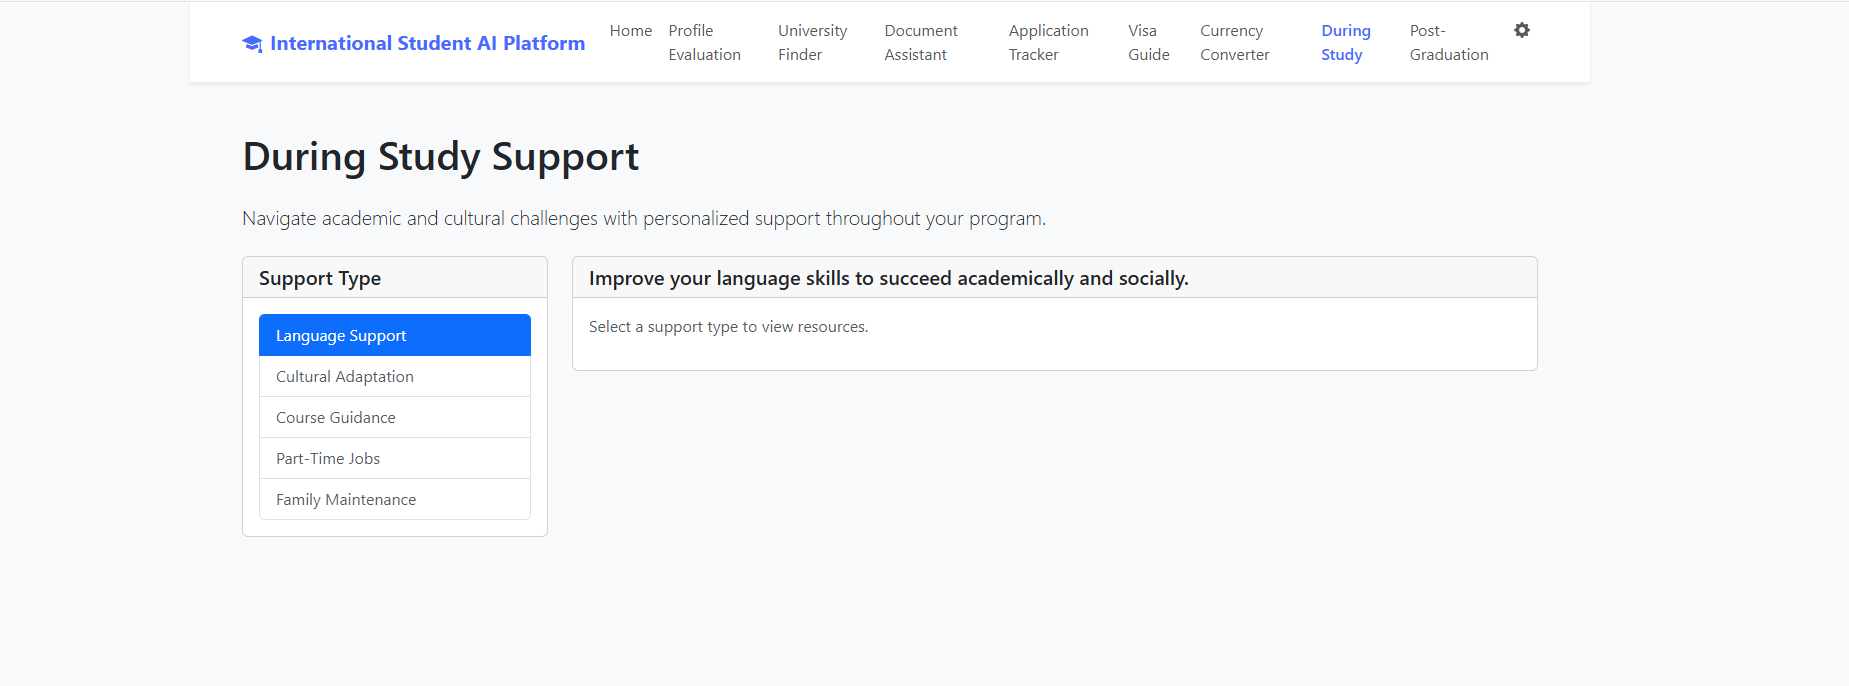 International Student AI Platform
Home
Profile
Evaluation
University
Finder
Document
Assistant
Application
Tracker
Visa
Guide
Currency
Converter
During
Study
Post-
Graduation
During Study Support
Navigate academic and cultural challenges with personalized support throughout your program.
Support Type
Language Support
Cultural Adaptation
Course Guidance
Part-Time Jobs
Family Maintenance
Improve your language skills to succeed academically and socially.
Select a support type to view resources.